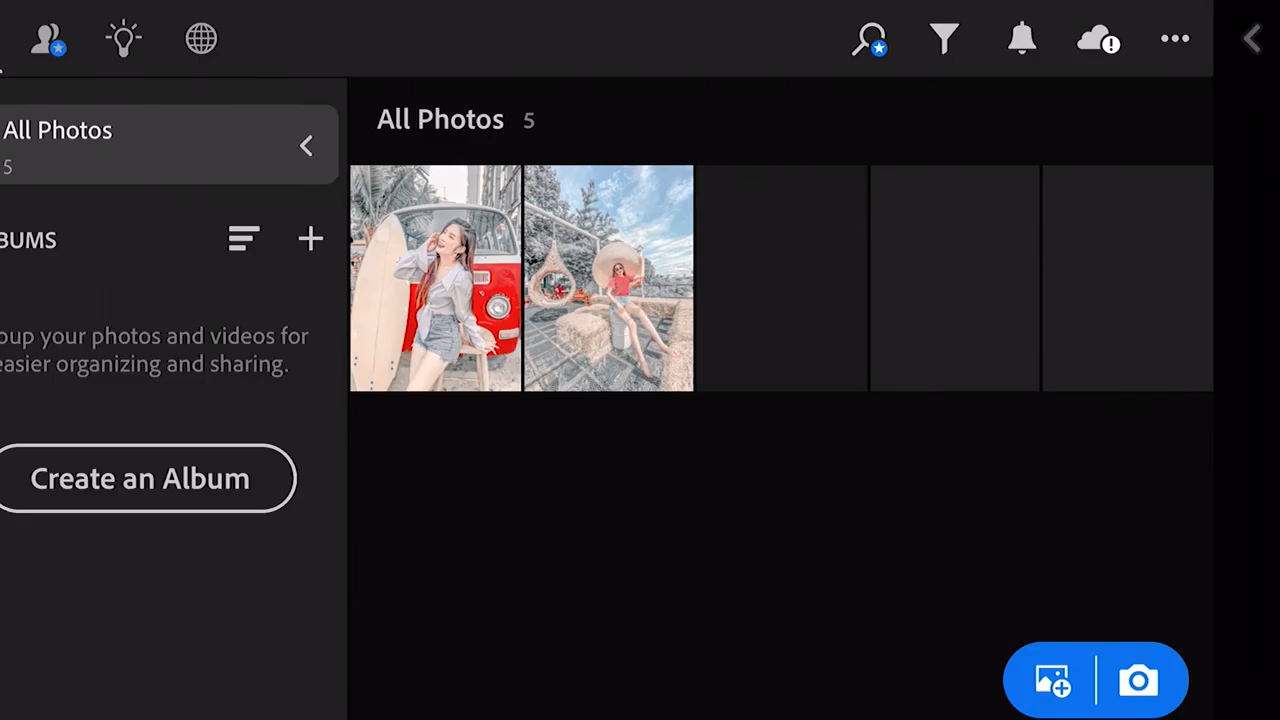 All Photos
5
BUMS
oup your photos and videos for
easier organizing and sharing.
Create an Album
All Photos 5